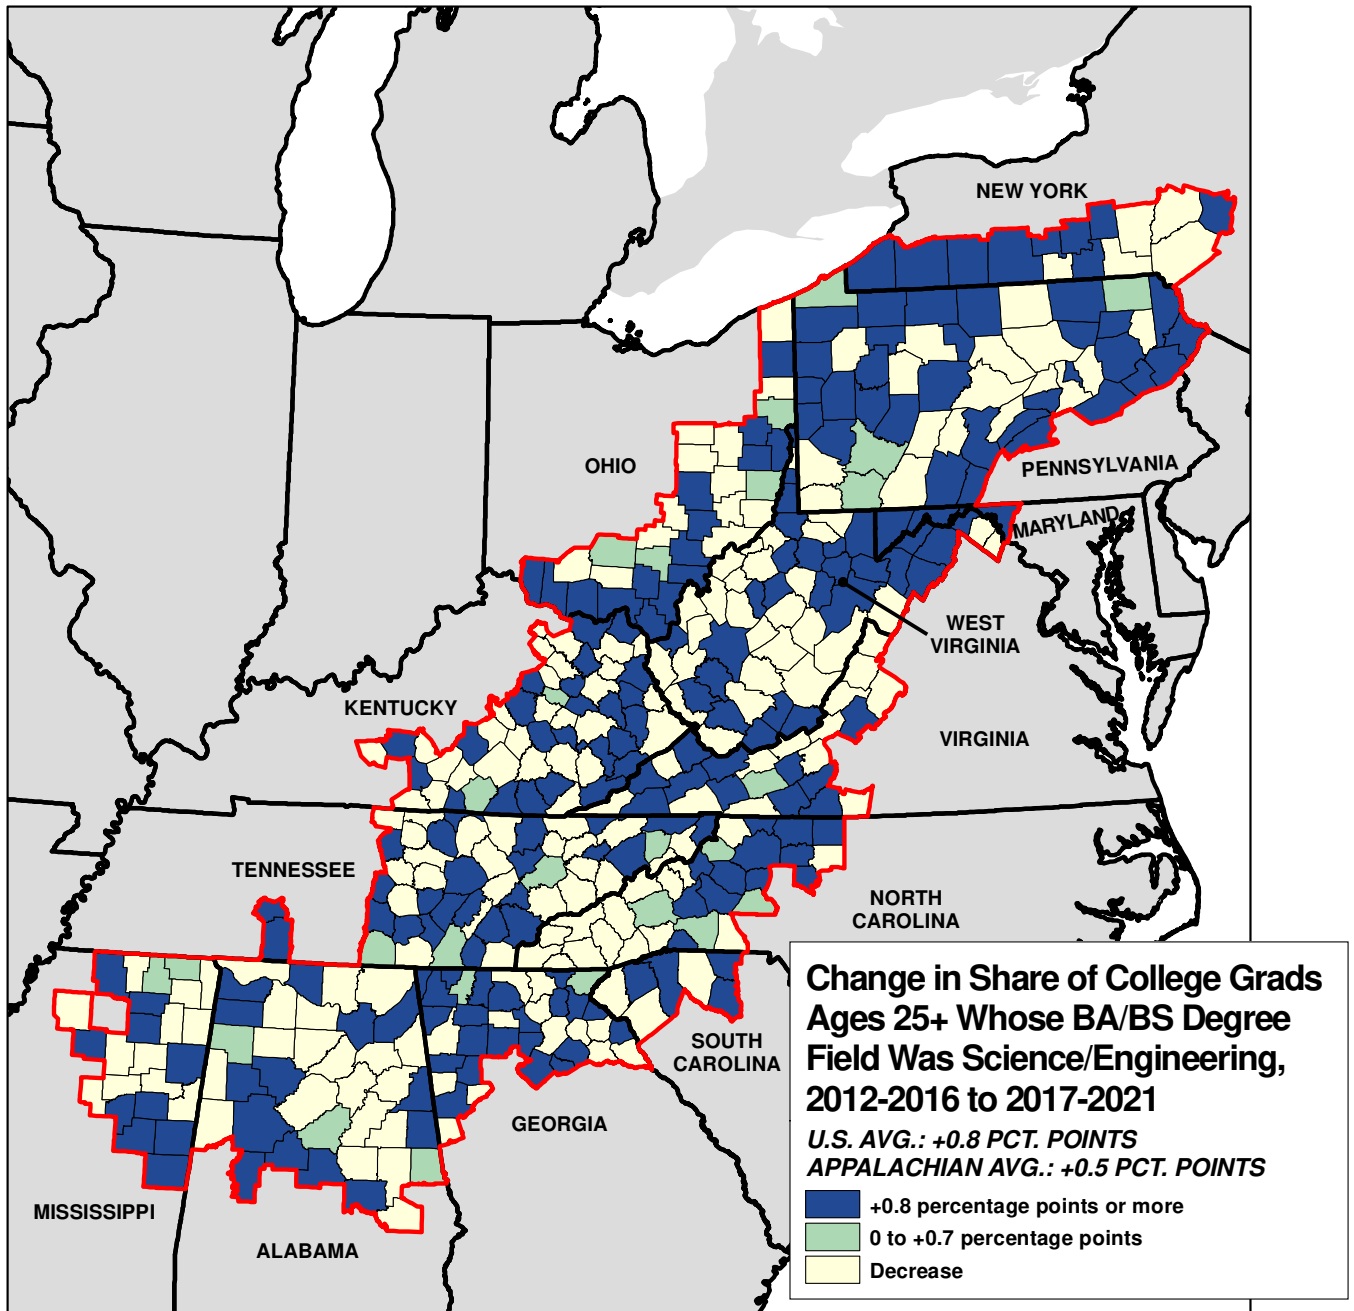 NEW YORK
OHIO
PENNSYLVANIA
MARYLAND
WEST
VIRGINIA
KENTUCKY
VIRGINIA
TENNESSEE
NORTH
CAROLINA
SOUTH
CAROLINA
GEORGIA
MISSISSIPPI
ALABAMA
Change in Share of College Grads
Ages 25+ Whose BA/BS Degree
Field Was Science/Engineering,
2012-2016 to 2017-2021
U.S. AVG.: +0.8 PCT. POINTS
APPALACHIAN AVG.: +0.5 PCT. POINTS
+0.8 percentage points or more
0 to +0.7 percentage points
Decrease